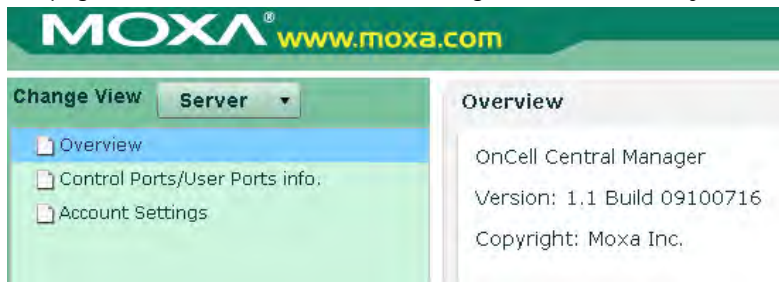 MOXA® www.moxa.com
Change View Server
Overview
Control Ports/User Ports info.
Account Settings
Overview
OnCell Central Manager
Version: 1.1 Build 09100716
Copyright: Moxa Inc.